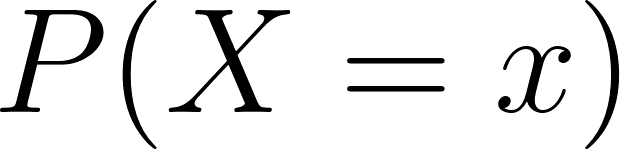 P(X = x)